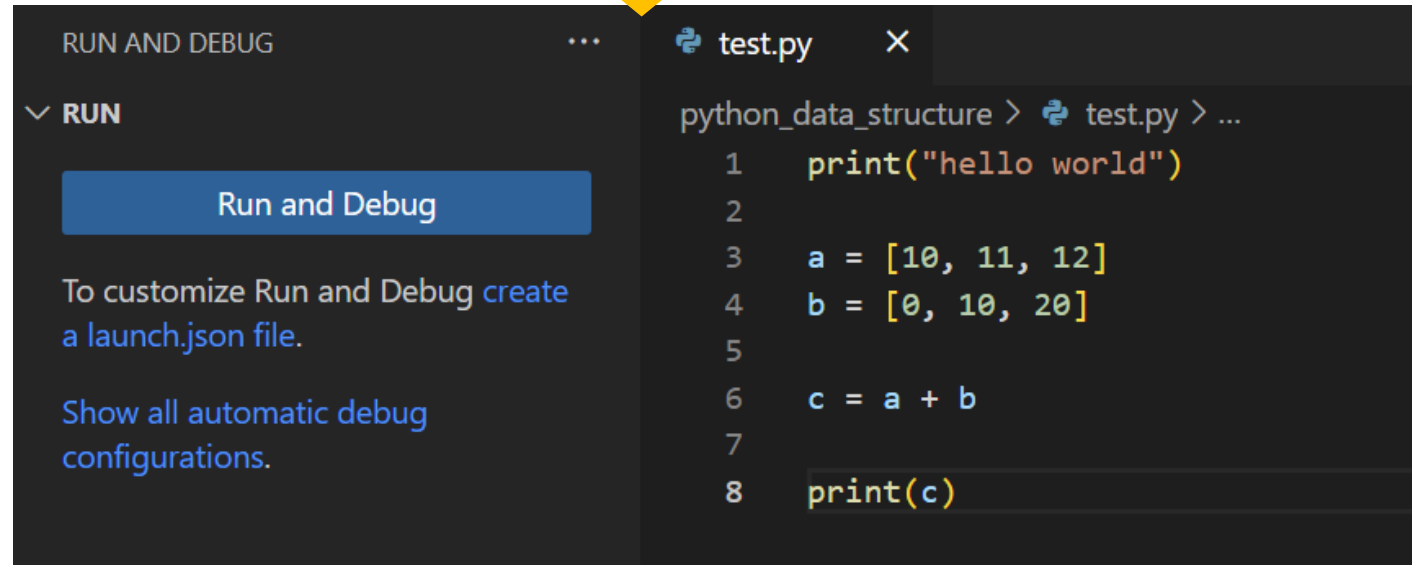 RUN AND DEBUG ...
RUN
Run and Debug
To customize Run and Debug create
a launch.json file.
Show all automatic debug
configurations.
test.py
python_data_structure > test.py > ...
1 print("hello world")
2
3 a = [10, 11, 12]
4 b = [0, 10, 20]
5
6 c = a + b
7
8 print(c)